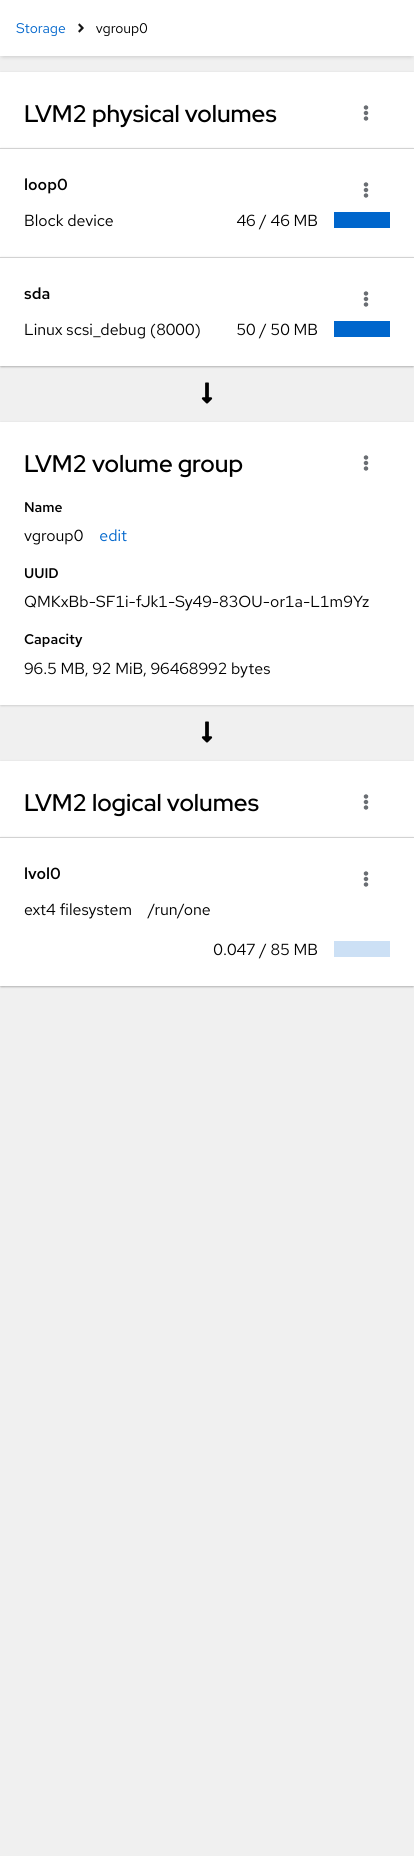 Storage > vgroup0
LVM2 physical volumes
loop0
Block device 46 / 46 MB
sda
Linux scsi_debug (8000) 50 / 50 MB
LVM2 volume group
Name
vgroup0 edit
UUID
QMKxBb-SF1i-fJk1-Sy49-83OU-or1a-L1m9Yz
Capacity
96.5 MB, 92 MiB, 96468992 bytes
LVM2 logical volumes
lvol0
ext4 filesystem /run/one
0.047 / 85 MB